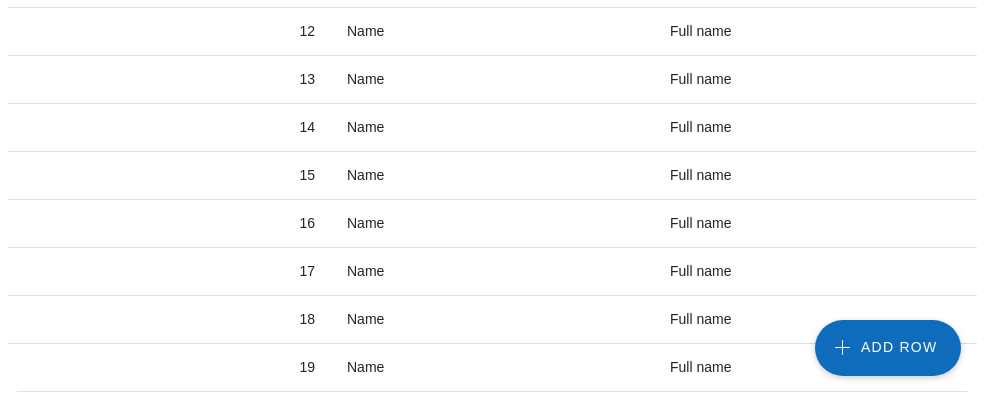 12 Name Full name
13 Name Full name
14 Name Full name
15 Name Full name
16 Name Full name
17 Name Full name
18 Name Full name
ADD ROW
19 Name Full name